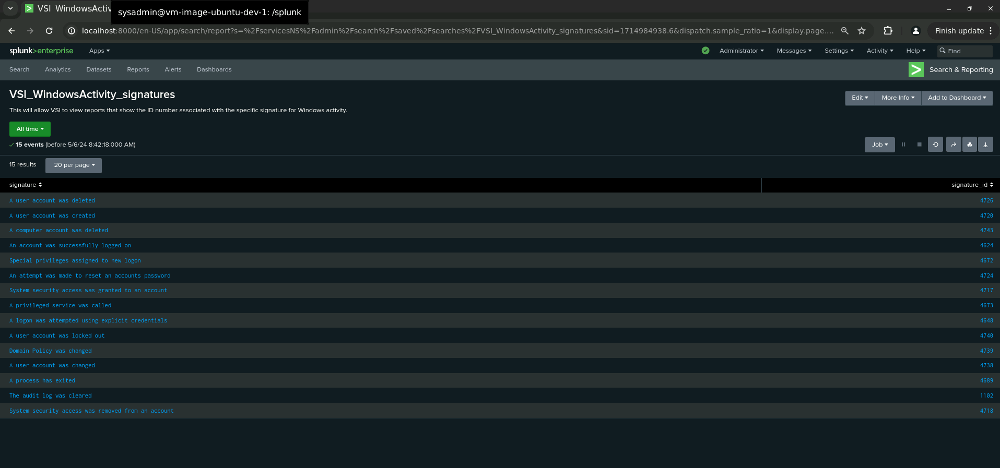 VSI WindowsActiv
sysadmin@vm-image-ubuntu-dev-1: /splunk
localhost:8000/en-US/app/search/report?s=%2FservicesNS%2Fadmin%2Fsearch%2Fsaved%2Fsearches%2FVSI_WindowsActivity_signatures&sid=1714984938.6&dispatch.sample_ratio=1&display.page.... Finish update
splunk>enterprise Apps Administrator Messages Settings Activity Help Find
Search Analytics Datasets Reports Alerts Dashboards Search & Reporting
VSI_WindowsActivity_signatures
Edit More Info Add to Dashboard
This will allow VSI to view reports that show the ID number associated with the specific signature for Windows activity.
All time
15 events (before 5/6/24 8:42:18.000 AM) Job
15 results 20 per page
signature signature_id
A user account was deleted 4726
A user account was created 4720
A computer account was deleted 4743
An account was successfully logged on 4624
Special privileges assigned to new logon 4672
An attempt was made to reset an accounts password 4724
System security access was granted to an account 4717
A privileged service was called 4673
A logon was attempted using explicit credentials 4648
A user account was locked out 4740
Domain Policy was changed 4739
A user account was changed 4738
A process has exited 4689
The audit log was cleared 1102
System security access was removed from an account 4718